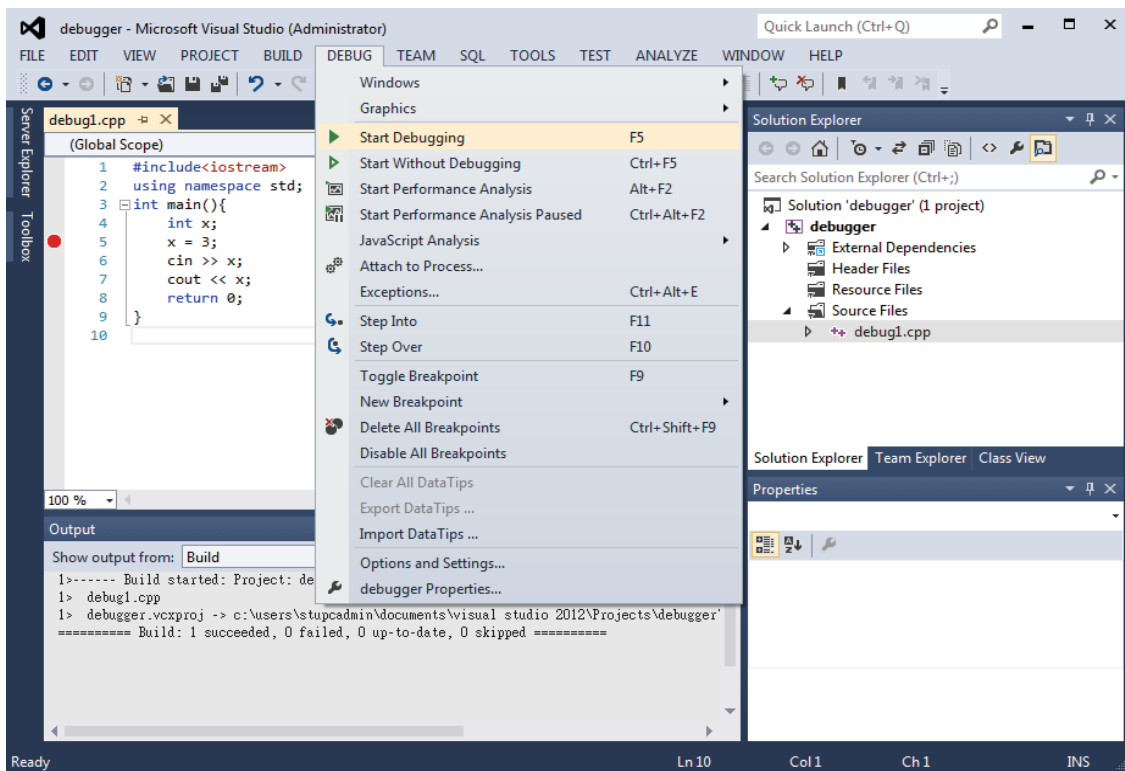 debugger - Microsoft Visual Studio (Administrator)
Quick Launch (Ctrl+Q)
FILE EDIT VIEW PROJECT BUILD DEBUG TEAM SQL TOOLS TEST ANALYZE WINDOW HELP
Server Explorer
Toolbox
debug1.cpp
(Global Scope)
1 #include<iostream>
2 using namespace std;
3 int main(){
4 int x;
5 x = 3;
6 cin >> x;
7 cout << x;
8 return 0;
9 }
10
100 %
Windows
Graphics
Start Debugging F5
Start Without Debugging Ctrl+F5
Start Performance Analysis Alt+F2
Start Performance Analysis Paused Ctrl+Alt+F2
JavaScript Analysis
Attach to Process...
Exceptions... Ctrl+Alt+E
Step Into F11
Step Over F10
Toggle Breakpoint F9
New Breakpoint
Delete All Breakpoints Ctrl+Shift+F9
Disable All Breakpoints
Clear All DataTips
Export DataTips ...
Import DataTips ...
Options and Settings...
debugger Properties...
Solution Explorer
Search Solution Explorer (Ctrl+;)
Solution 'debugger' (1 project)
debugger
External Dependencies
Header Files
Resource Files
Source Files
debug1.cpp
Solution Explorer Team Explorer Class View
Properties
Output
Show output from: Build
1>------ Build started: Project: de
1> debug1.cpp
1> debugger.vcxproj -> c:\users\stupcadmin\documents\visual studio 2012\Projects\debugger\
========== Build: 1 succeeded, 0 failed, 0 up-to-date, 0 skipped ==========
Ready Ln 10 Col 1 Ch 1 INS